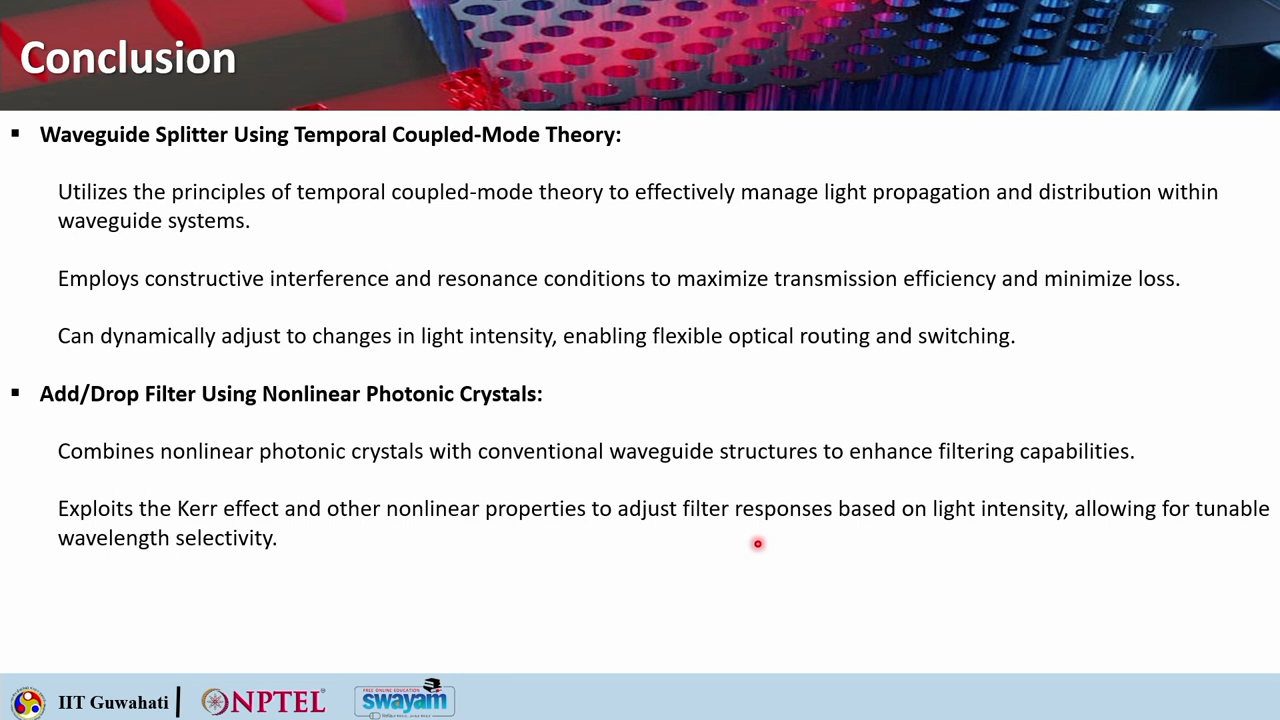 Conclusion
▪ Waveguide Splitter Using Temporal Coupled-Mode Theory:
Utilizes the principles of temporal coupled-mode theory to effectively manage light propagation and distribution within
waveguide systems.
Employs constructive interference and resonance conditions to maximize transmission efficiency and minimize loss.
Can dynamically adjust to changes in light intensity, enabling flexible optical routing and switching.
▪ Add/Drop Filter Using Nonlinear Photonic Crystals:
Combines nonlinear photonic crystals with conventional waveguide structures to enhance filtering capabilities.
Exploits the Kerr effect and other nonlinear properties to adjust filter responses based on light intensity, allowing for tunable
wavelength selectivity.
IIT Guwahati
NPTEL
FREE ONLINE EDUCATION
swayam